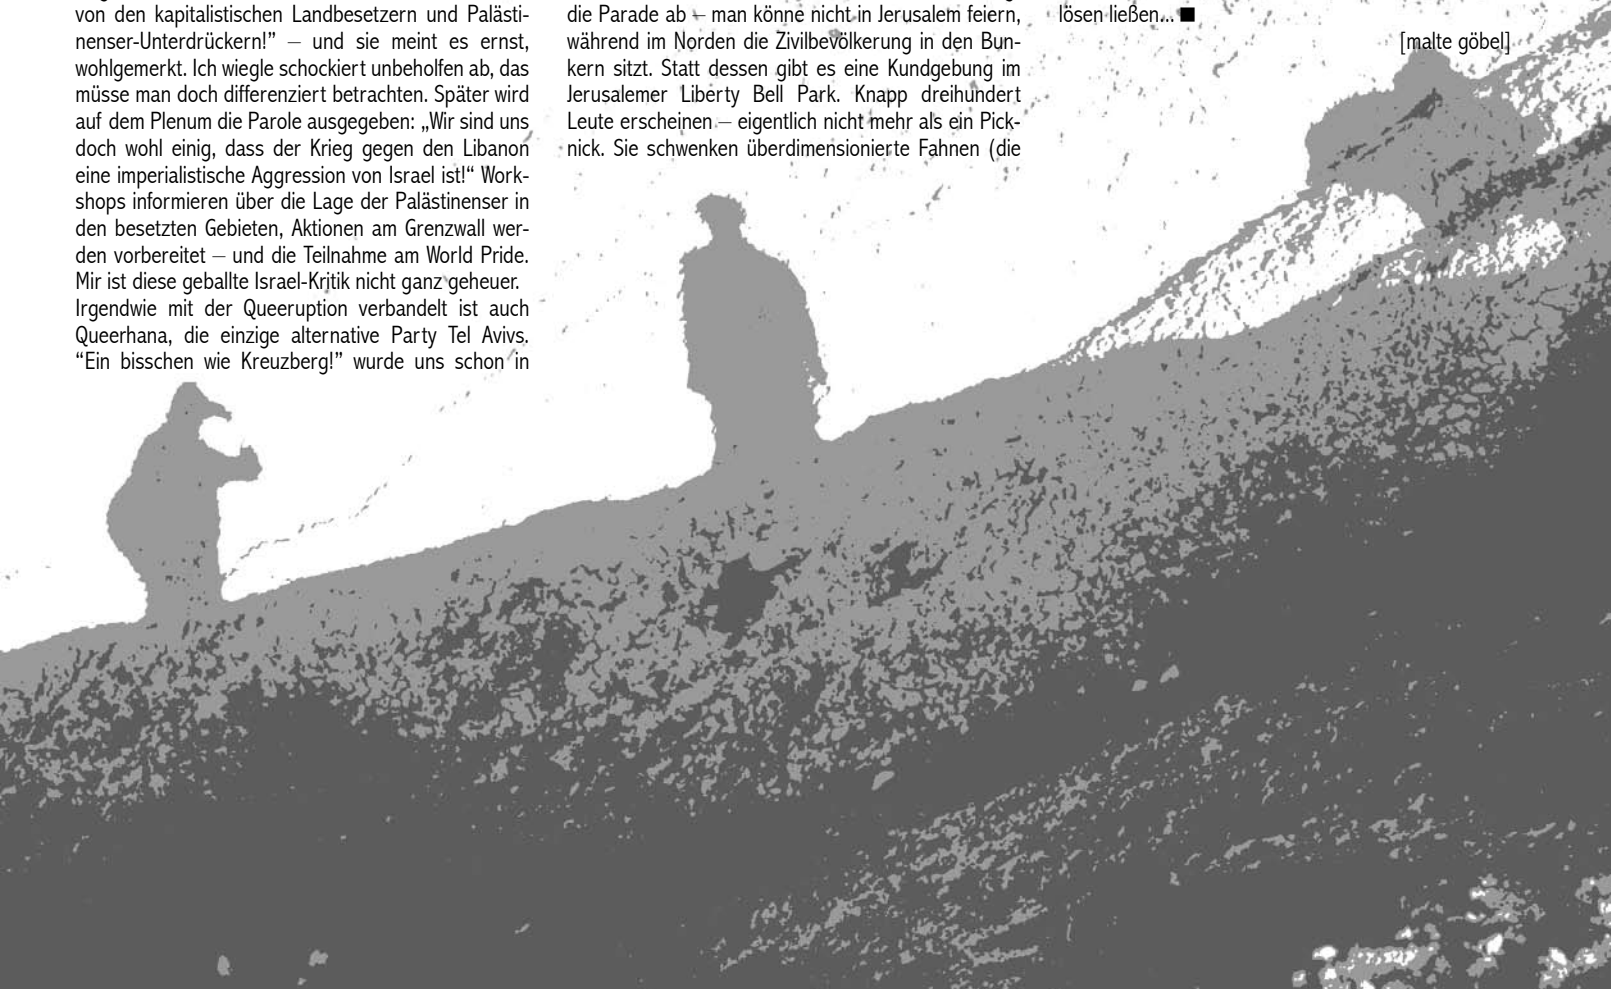 von den kapitalistischen Landbesetzern und Palästi-
nenser-Unterdrückern!” – und sie meint es ernst,
wohlgemerkt. Ich wiegle schockiert unbeholfen ab, das
müsse man doch differenziert betrachten. Später wird
auf dem Plenum die Parole ausgegeben: „Wir sind uns
doch wohl einig, dass der Krieg gegen den Libanon
eine imperialistische Aggression von Israel ist!“ Work-
shops informieren über die Lage der Palästinenser in
den besetzten Gebieten, Aktionen am Grenzwall wer-
den vorbereitet – und die Teilnahme am World Pride.
Mir ist diese geballte Israel-Kritik nicht ganz geheuer.
Irgendwie mit der Queeruption verbandelt ist auch
Queerhana, die einzige alternative Party Tel Avivs.
“Ein bisschen wie Kreuzberg!” wurde uns schon in
die Parade ab – man könne nicht in Jerusalem feiern,
während im Norden die Zivilbevölkerung in den Bun-
kern sitzt. Statt dessen gibt es eine Kundgebung im
Jerusalemer Liberty Bell Park. Knapp dreihundert
Leute erscinen – eigentlich nicht mehr als ein Pick-
nick. Sie schwenken überdimensionierte Fahnen (die
lösen ließen... ■
[malte göbel]